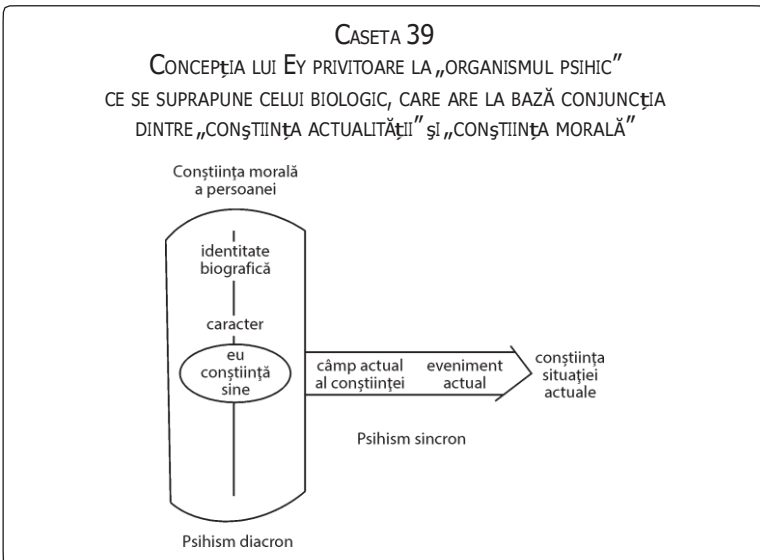 CASETA 39
CONCEPȚIA LUI EY PRIVITOARE LA „ORGANISMUL PSIHIC”
CE SE SUPRAPUNE CELUI BIOLOGIC, CARE ARE LA BAZĂ CONJUNCȚIA
DINTRE „CONȘTIINȚA ACTUALITĂȚII” ȘI „CONȘTIINȚA MORALĂ”
Conștiința morală
a persoanei
identitate
biografică
caracter
eu
conștiință
sine
câmp actual
al conștiinței
eveniment
actual
conștiința
situației
actuale
Psihism sincron
Psihism diacron